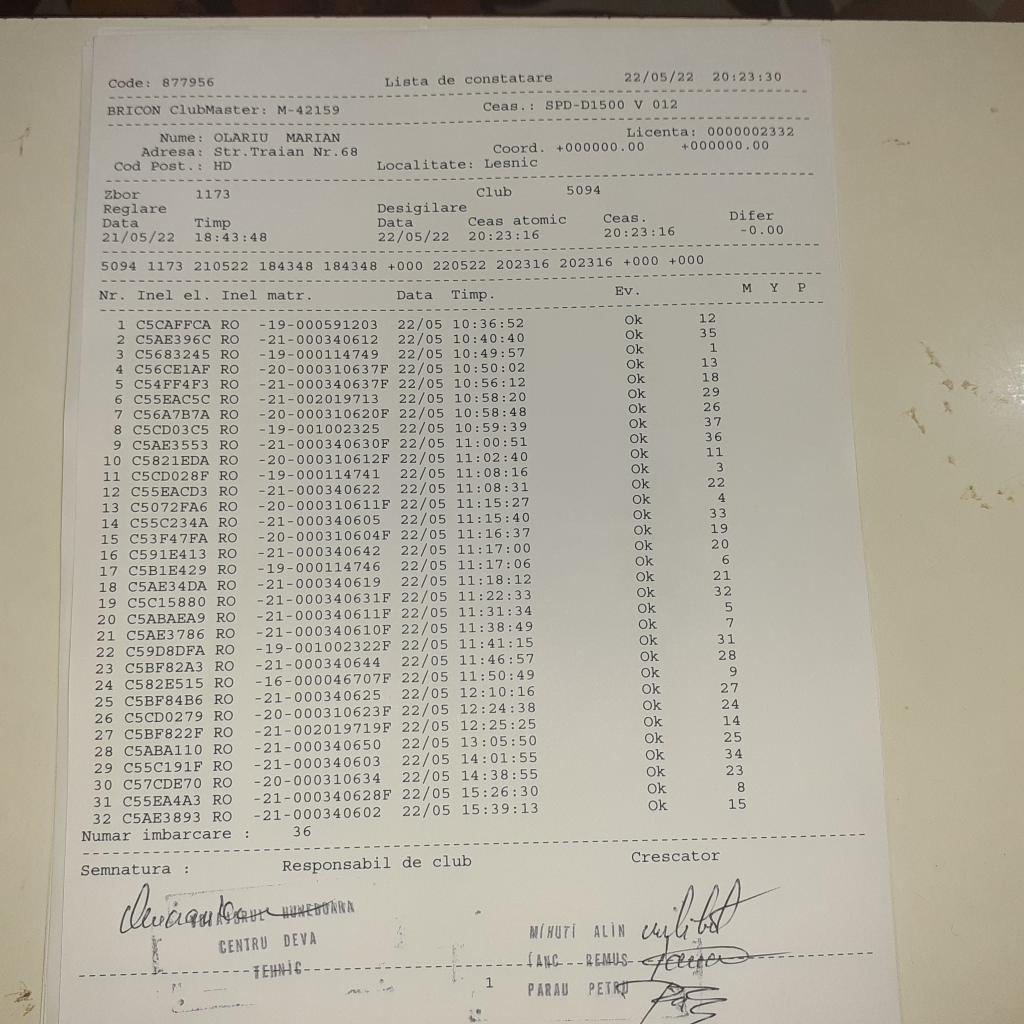 Code: 877956 Lista de constatare 22/05/22 20:23:30
BRICON ClubMaster: M-42159 Ceas.: SPD-D1500 V 012
Nume: OLARIU MARIAN Licenta: 0000002332
Adresa: Str.Traian Nr.68 Coord. +000000.00 +000000.00
Cod Post.: HD Localitate: Lesnic
Zbor 1173 Club 5094
Reglare Desigilare
Data Timp Data Ceas atomic Ceas. Difer
21/05/22 18:43:48 22/05/22 20:23:16 20:23:16 -0.00
5094 1173 210522 184348 184348 +000 220522 202316 202316 +000 +000
Nr. Inel el. Inel matr. Data Timp. Ev. M Y P
1 C5CAFFCA RO -19-000591203 22/05 10:36:52 Ok 12
2 C5AE396C RO -21-000340612 22/05 10:40:40 Ok 35
3 C5683245 RO -19-000114749 22/05 10:49:57 Ok 1
4 C56CE1AF RO -20-000310637F 22/05 10:50:02 Ok 13
5 C54FF4F3 RO -21-000340637F 22/05 10:56:12 Ok 18
6 C55EAC5C RO -21-002019713 22/05 10:58:20 Ok 29
7 C56A7B7A RO -20-000310620F 22/05 10:58:48 Ok 26
8 C5CD03C5 RO -19-001002325 22/05 10:59:39 Ok 37
9 C5AE3553 RO -21-000340630F 22/05 11:00:51 Ok 36
10 C5821EDA RO -20-000310612F 22/05 11:02:40 Ok 11
11 C5CD028F RO -19-000114741 22/05 11:08:16 Ok 3
12 C55EACD3 RO -21-000340622 22/05 11:08:31 Ok 22
13 C5072FA6 RO -20-000310611F 22/05 11:15:27 Ok 4
14 C55C234A RO -21-000340605 22/05 11:15:40 Ok 33
15 C53F47FA RO -20-000310604F 22/05 11:16:37 Ok 19
16 C591E413 RO -21-000340642 22/05 11:17:00 Ok 20
17 C5B1E429 RO -19-000114746 22/05 11:17:06 Ok 6
18 C5AE34DA RO -21-000340619 22/05 11:18:12 Ok 21
19 C5C15880 RO -21-000340631F 22/05 11:22:33 Ok 32
20 C5ABAEA9 RO -21-000340611F 22/05 11:31:34 Ok 5
21 C5AE3786 RO -21-000340610F 22/05 11:38:49 Ok 7
22 C59D8DFA RO -19-001002322F 22/05 11:41:15 Ok 31
23 C5BF82A3 RO -21-000340644 22/05 11:46:57 Ok 28
24 C582E515 RO -16-000046707F 22/05 11:50:49 Ok 9
25 C5BF84B6 RO -21-000340625 22/05 12:10:16 Ok 27
26 C5CD0279 RO -20-000310623F 22/05 12:24:38 Ok 24
27 C5BF822F RO -21-002019719F 22/05 12:25:25 Ok 14
28 C5ABA110 RO -21-000340650 22/05 13:05:50 Ok 25
29 C55C191F RO -21-000340603 22/05 14:01:55 Ok 34
30 C57CDE70 RO -20-000310634 22/05 14:38:55 Ok 23
31 C55EA4A3 RO -21-000340628F 22/05 15:26:30 Ok 8
32 C5AE3893 RO -21-000340602 22/05 15:39:13 Ok 15
Numar imbarcare : 36
Semnatura : Responsabil de club Crescator
HUNEDOARA
CENTRU DEVA
TEHNIC
MIHUTI ALIN
IANC REMUS
PARAU PETRU
1